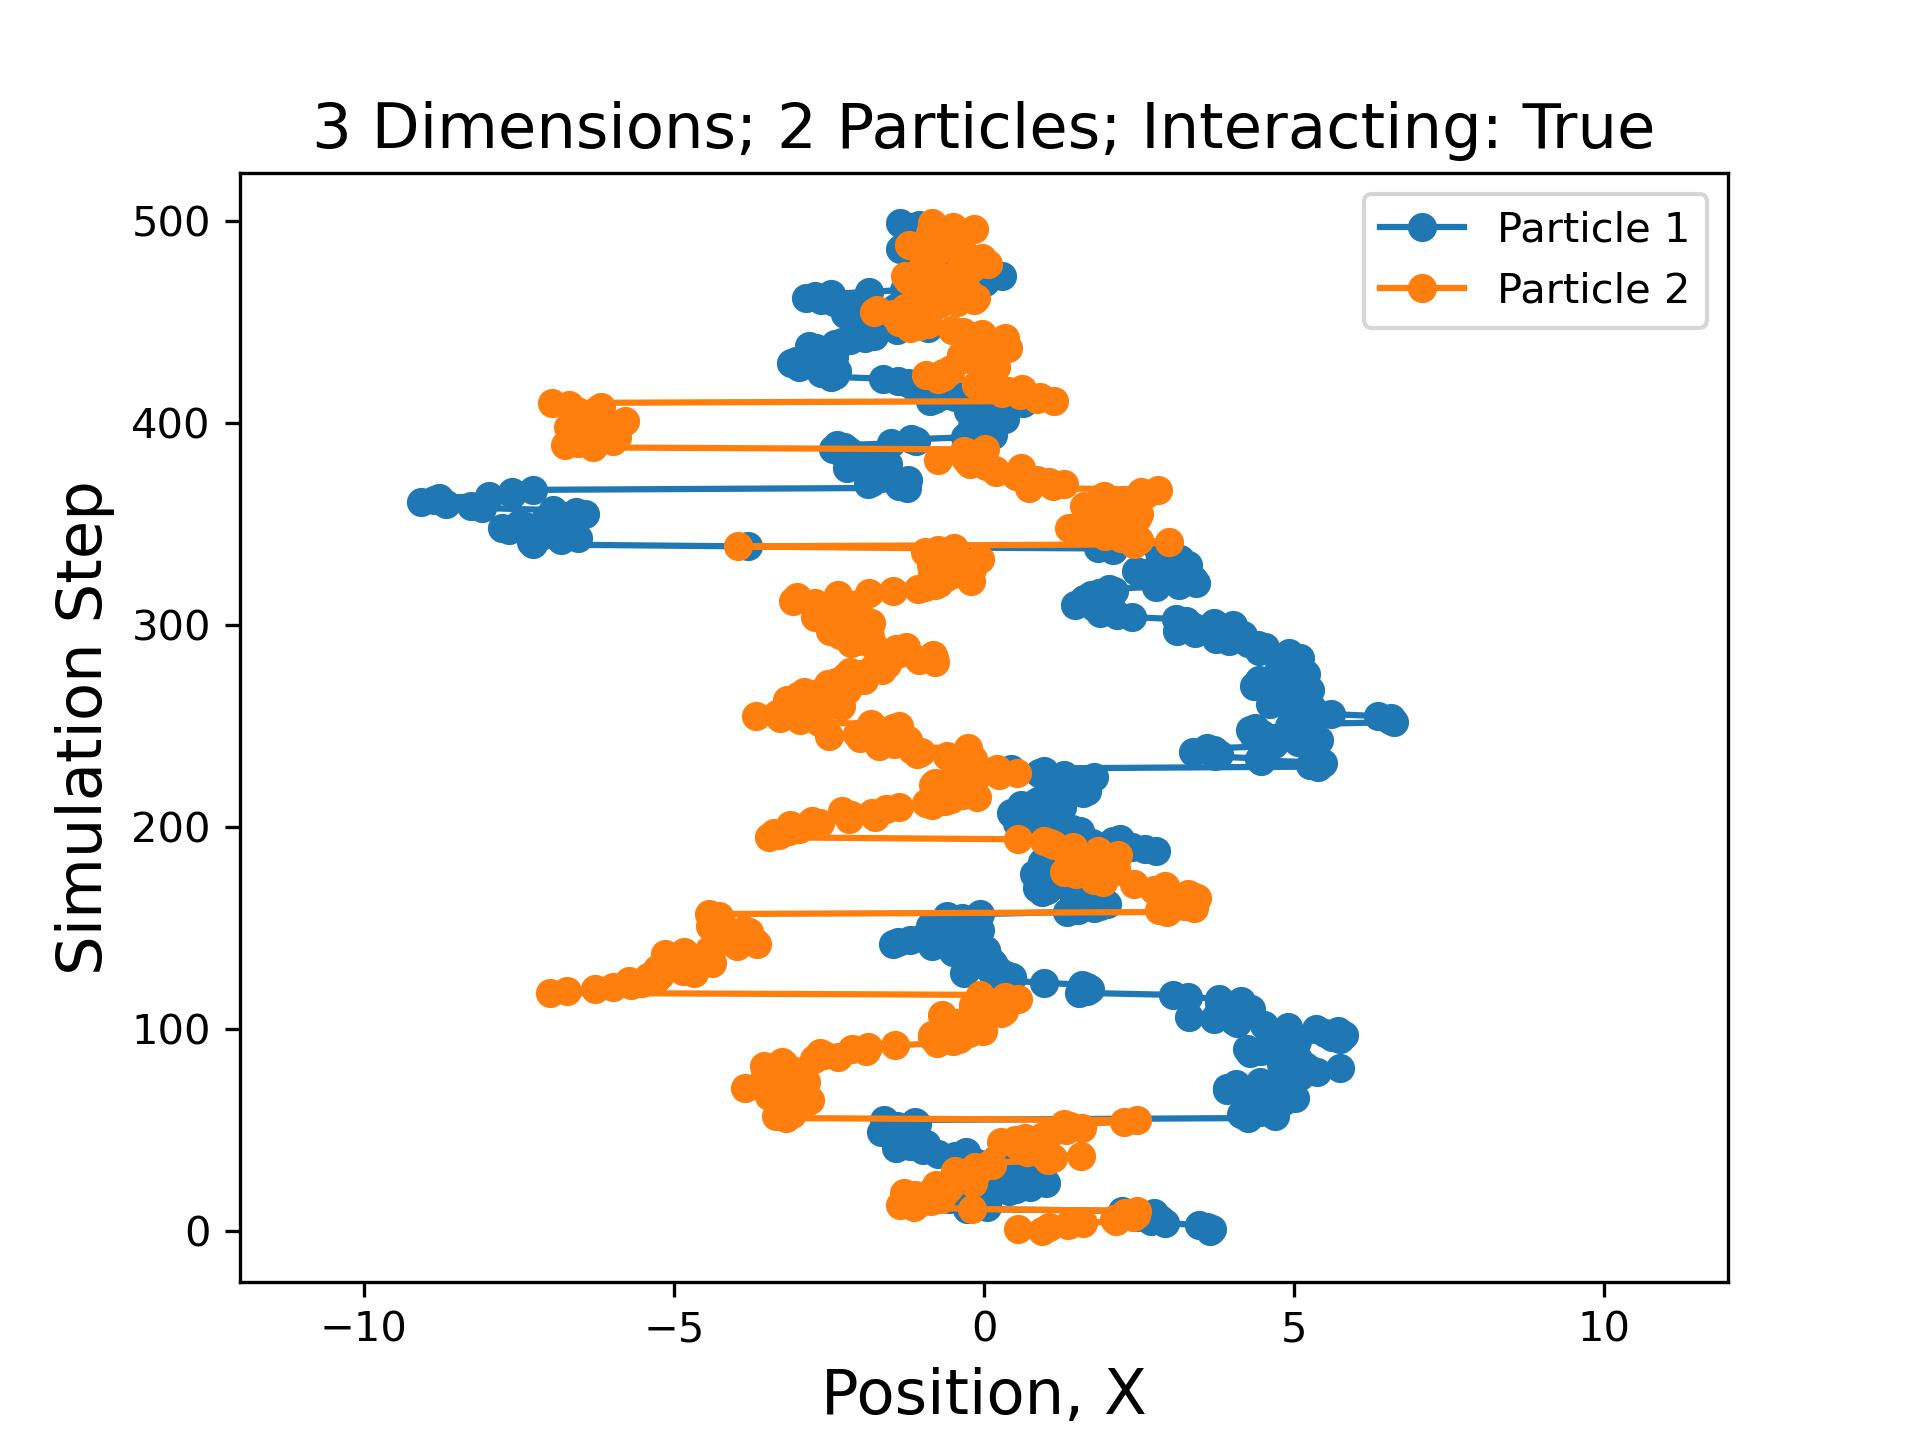 3 Dimensions; 2 Particles; Interacting: True
Particle 1
Particle 2
500
400
300
200
100
0
Simulation Step
−10
−5
0
5
10
Position, X